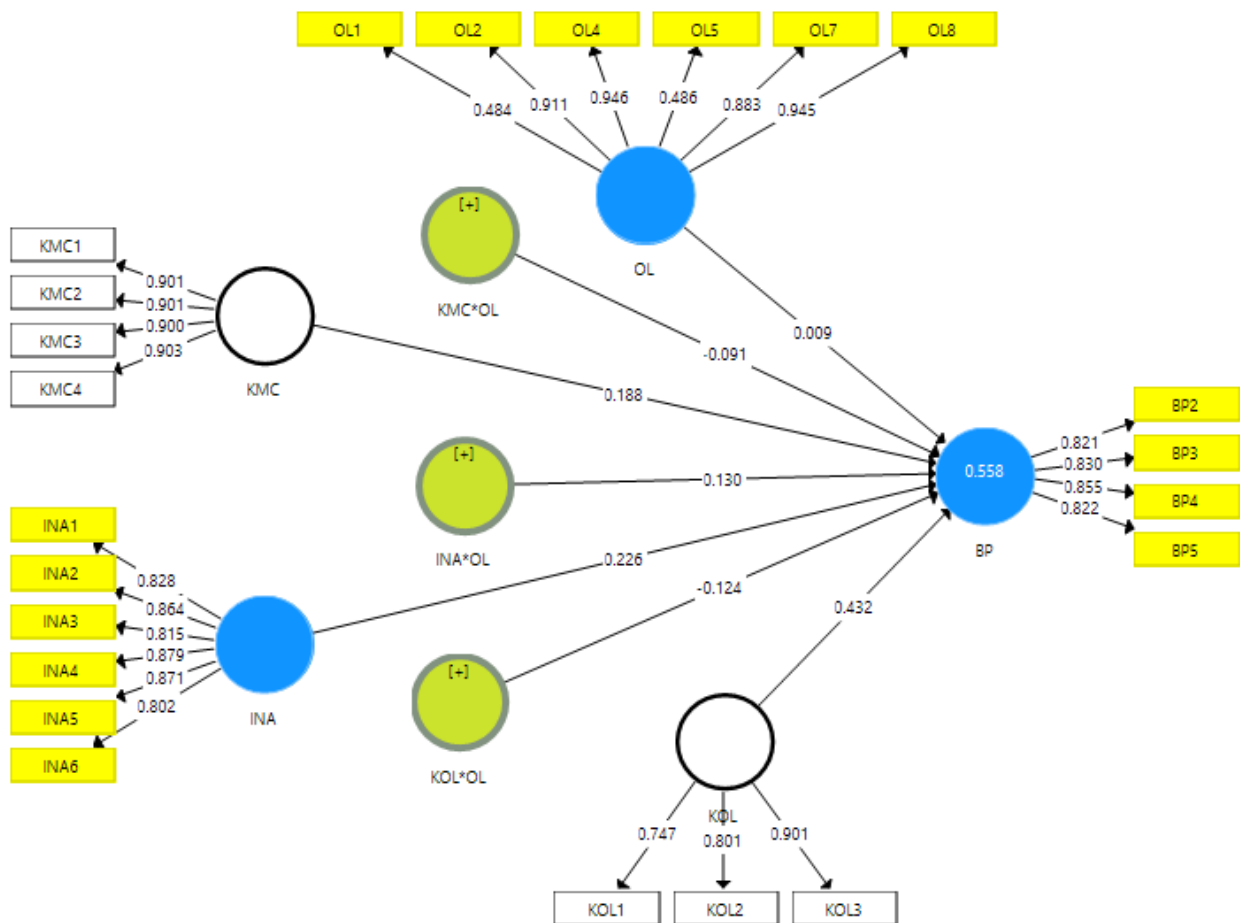 OL1 OL2 OL4 OL5 OL7 OL8
0.484 0.911 0.946 0.486 0.883 0.945
[+]
OL
KMC*OL
KMC1
KMC2
KMC3
KMC4
0.901
0.901
0.900
0.903
KMC
0.009
-0.091
0.188
[+]
0.130
INA*OL
BP2
BP3
BP4
BP5
0.821
0.830
0.855
0.822
0.558
BP
INA1
INA2
INA3
INA4
INA5
INA6
0.828
0.864
0.815
0.879
0.871
0.802
INA
0.226
-0.124
0.432
[+]
KOL*OL
KOL
0.747 0.801 0.901
KOL1 KOL2 KOL3